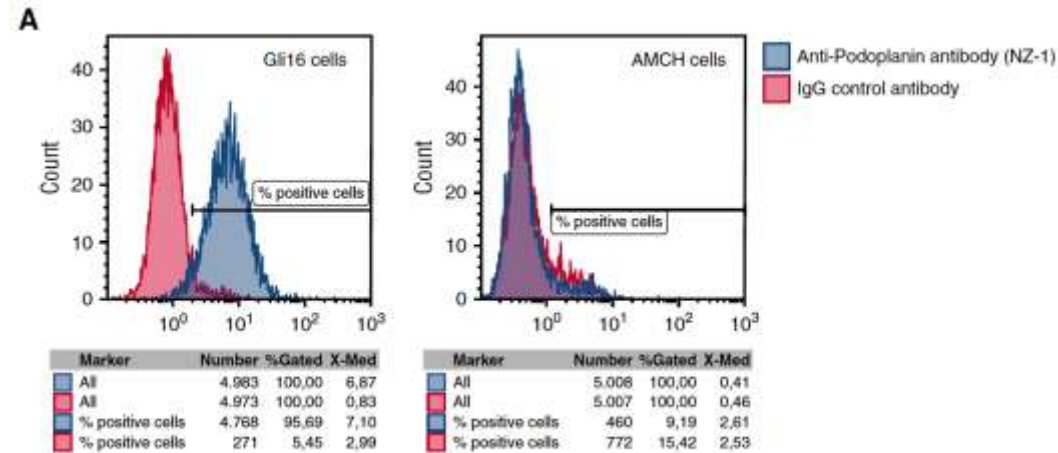 A
Gli16 cells
Count
40
30
20
10
0
% positive cells
10⁰ 10¹ 10² 10³
AMCH cells
Count
40
30
20
10
0
% positive cells
10⁰ 10¹ 10² 10³
Anti-Podoplanin antibody (NZ-1)
IgG control antibody
Marker Number %Gated X-Med
All 4.983 100,00 6,87
All 4.973 100,00 0,83
% positive cells 4.768 95,69 7,10
% positive cells 271 5,45 2,99
Marker Number %Gated X-Med
All 5.008 100,00 0,41
All 5.007 100,00 0,46
% positive cells 460 9,19 2,61
% positive cells 772 15,42 2,53